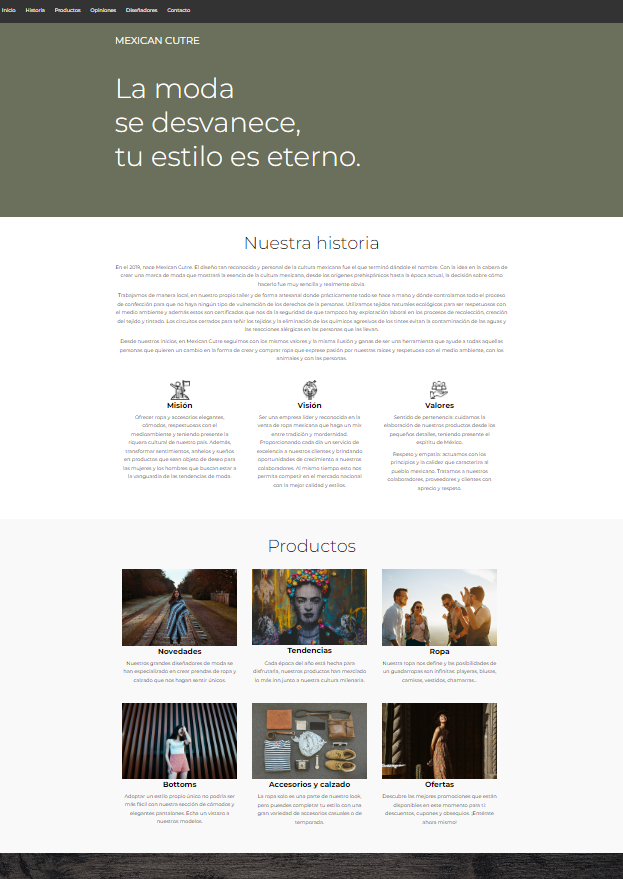 Inicio Historia Productos Opiniones Diseñadores Contacto
MEXICAN CUTRE
La moda
se desvanece,
tu estilo es eterno.
Nuestra historia
En el 2019, nace Mexican Cutre. El diseño tan reconocido y personal de la cultura mexicana fue el que terminó dándole el nombre. Con la idea en la cabeza de
crear una marca de moda que mostrará la esencia de la cultura mexicana, desde los orígenes prehispánicos hasta la época actual, la decisión sobre cómo
hacerlo fue muy sencilla y realmente obvia.
Trabajamos de manera local, en nuestro propio taller y de forma artesanal donde prácticamente todo se hace a mano y dónde controlamos todo el proceso
de confección para que no haya ningún tipo de vulneración de los derechos de la persona. Utilizamos tejidos naturales ecológicos para ser respetuosos con
el medio ambiente y además estos son certificados que nos da la seguridad de que tampoco hay explotación laboral en los procesos de recolección, creación
del tejido y tintado. Los circuitos cerrados para teñir los tejidos y la eliminación de los químicos agresivos de los tintes evitan la contaminación de las aguas y
las reacciones alérgicas en las personas que las llevan.
Desde nuestros inicios, en Mexican Cutre seguimos con los mismos valores y la misma ilusión y ganas de ser una herramienta que ayude a todas aquellas
personas que quieren un cambio en la forma de crear y comprar ropa que exprese pasión por nuestras raíces y respetuosa con el medio ambiente, con los
animales y con las personas.
Misión
Ofrecer ropa y accesorios elegantes,
cómodos, respetuosos con el
medioambiente y teniendo presente la
riqueza cultural de nuestro país. Además,
transformar sentimientos, anhelos y sueños
en productos que sean objeto de deseo para
las mujeres y los hombres que buscan estar a
la vanguardia de las tendencias de moda.
Visión
Ser una empresa líder y reconocida en la
venta de ropa mexicana que haga un mix
entre tradición y modernidad.
Proporcionando cada día un servicio de
excelencia a nuestros clientes y brindando
oportunidades de crecimiento a nuestros
colaboradores. Al mismo tiempo esto nos
permita competir en el mercado nacional
con la mejor calidad y estilos.
Valores
Sentido de pertenencia: cuidamos la
elaboración de nuestros productos desde los
pequeños detalles, teniendo presente el
espíritu de México.
Respeto y empatía: actuamos con los
principios y la calidez que caracteriza al
pueblo mexicano. Tratamos a nuestros
colaboradores, proveedores y clientes con
aprecio y respeto.
Productos
Novedades
Nuestros grandes diseñadores de moda se
han especializado en crear prendas de ropa y
calzado que nos hagan sentir únicos.
Tendencias
Cada época del año está hecha para
disfrutarla, nuestros productos han mezclado
lo más inn junto a nuestra cultura milenaria.
Ropa
Nuestra ropa nos define y las posibilidades de
un guardarropas son infinitas: playeras, blusas,
camisas, vestidos, chamarras...
Bottoms
Adoptar un estilo propio único no podría ser
más fácil con nuestra sección de cómodos y
elegantes pantalones. Echa un vistazo a
nuestros modelos.
Accesorios y calzado
La ropa solo es una parte de nuestro look,
pero puedes completar tu estilo con una
gran variedad de accesorios casuales o de
temporada.
Ofertas
Descubre las mejores promociones que están
disponibles en este momento para ti:
descuentos, cupones y obsequios. ¡Entérate
ahora mismo!